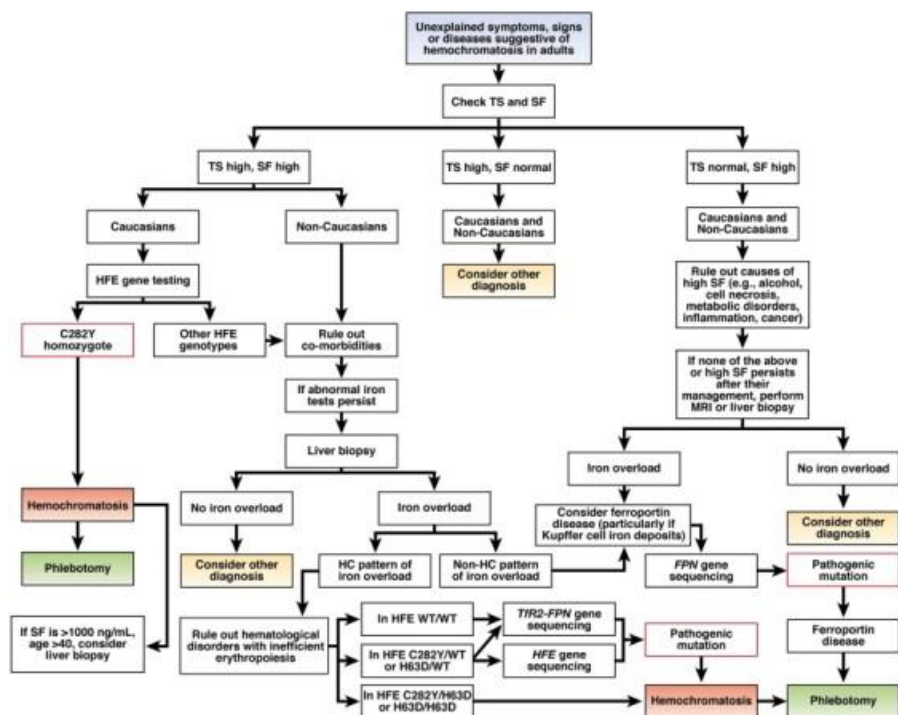 Unexplained symptoms, signs
or diseases suggestive of
hemochromatosis in adults
Check TS and SF
TS high, SF high
TS high, SF normal
TS normal, SF high
Caucasians
Non-Caucasians
Caucasians and
Non-Caucasians
Caucasians and
Non-Caucasians
HFE gene testing
Consider other
diagnosis
Rule out causes of
high SF (e.g., alcohol,
cell necrosis,
metabolic disorders,
inflammation, cancer)
C282Y
homozygote
Other HFE
genotypes
Rule out
co-morbidities
If abnormal iron
tests persist
If none of the above
or high SF persists
after their
management, perform
MRI or liver biopsy
Liver biopsy
Iron overload
No iron overload
Hemochromatosis
No iron overload
Iron overload
Consider ferroportin
disease (particularly if
Kupffer cell iron deposits)
Consider other
diagnosis
Phlebotomy
Consider other
diagnosis
HC pattern of
iron overload
Non-HC pattern
of iron overload
FPN gene
sequencing
Pathogenic
mutation
If SF is >1000 ng/mL,
age >40, consider
liver biopsy
Rule out hematological
disorders with inefficient
erythropoiesis
In HFE WT/WT
TfR2-FPN gene
sequencing
In HFE C282Y/WT
or H63D/WT
HFE gene
sequencing
Pathogenic
mutation
Ferroportin
disease
In HFE C282Y/H63D
or H63D/H63D
Hemochromatosis
Phlebotomy